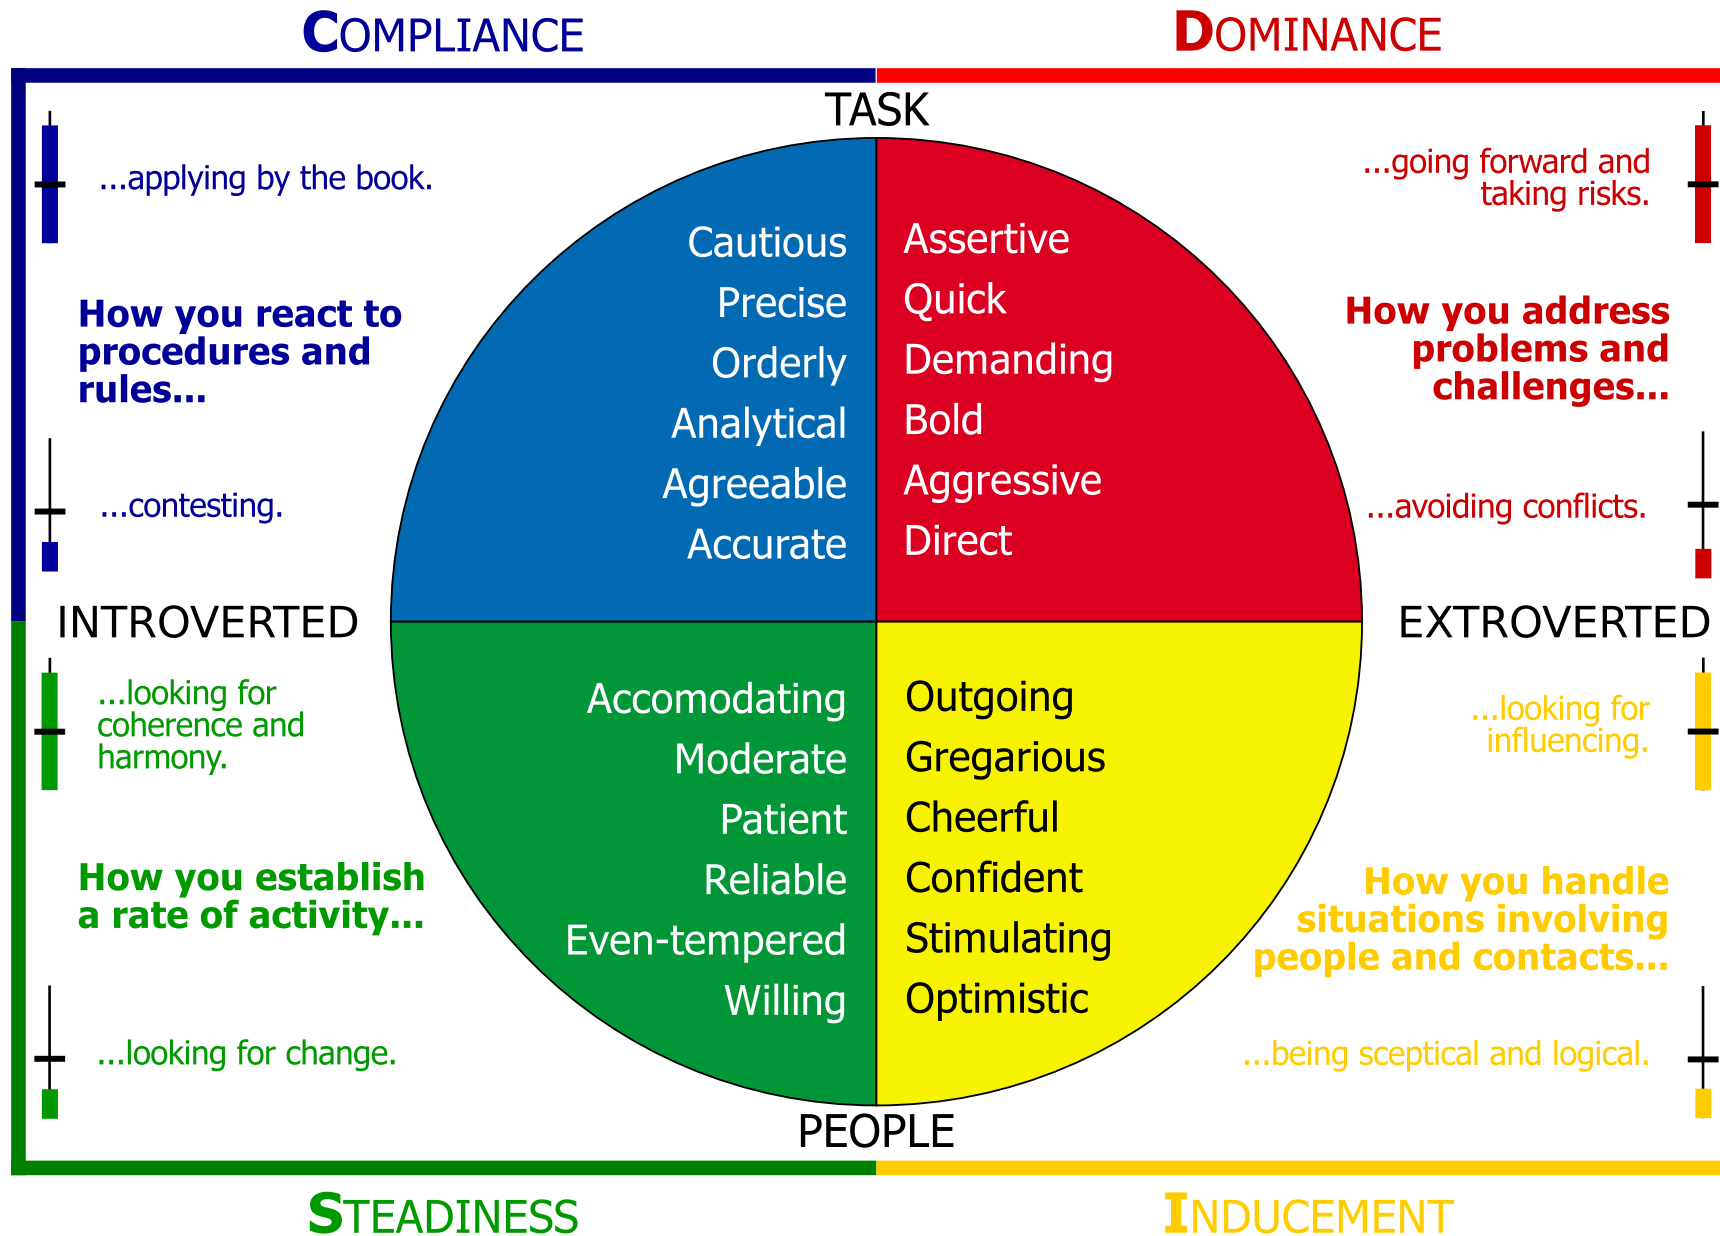 COMPLIANCE
DOMINANCE
TASK
...applying by the book.
...going forward and
taking risks.
How you react to
procedures and
rules...
How you address
problems and
challenges...
...contesting.
...avoiding conflicts.
Cautious
Precise
Orderly
Analytical
Agreeable
Accurate
Assertive
Quick
Demanding
Bold
Aggressive
Direct
INTROVERTED
EXTROVERTED
...looking for
coherence and
harmony.
How you establish
a rate of activity...
...looking for change.
Accomodating
Moderate
Patient
Reliable
Even-tempered
Willing
Outgoing
Gregarious
Cheerful
Confident
Stimulating
Optimistic
...looking for
influencing.
How you handle
situations involving
people and contacts...
...being sceptical and logical.
PEOPLE
STEADINESS
INDUCEMENT